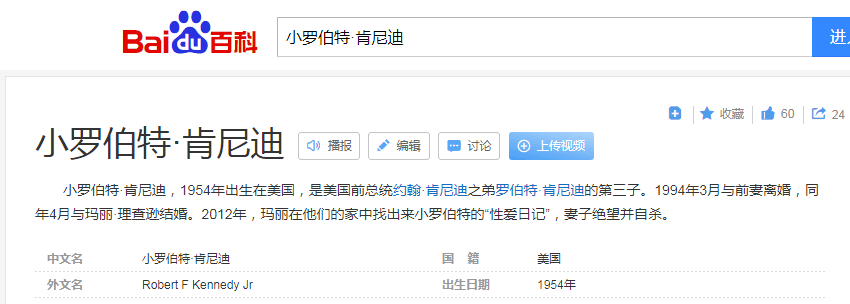 Bai du 百科
小罗伯特·肯尼迪
进入
收藏 60 24
小罗伯特·肯尼迪 播报 编辑 讨论 上传视频
小罗伯特·肯尼迪，1954年出生在美国，是美国前总统约翰·肯尼迪之弟罗伯特·肯尼迪的第三子。1994年3月与前妻离婚，同
年4月与玛丽·理查逊结婚。2012年，玛丽在他们的家中找出来小罗伯特的“性爱日记”，妻子绝望并自杀。
中文名 小罗伯特·肯尼迪 国 籍 美国
外文名 Robert F Kennedy Jr 出生日期 1954年